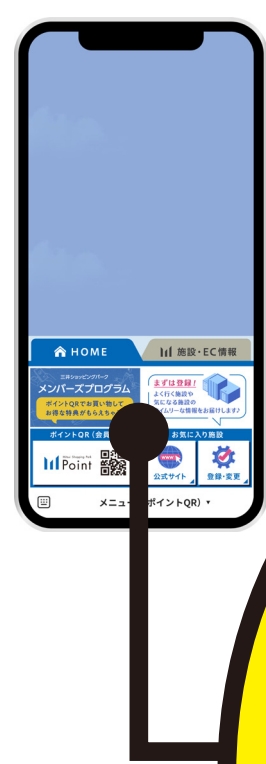 HOME
施設・EC情報
三井ショッピングパーク
メンバーズプログラム
ポイントQRでお買い物して
お得な特典がもらえちゃ
まずは登録!
よく行く施設や
気になる施設の
イムリーな情報をお届けします♪
ポイントQR(会員
お気に入り施設
Mitsui Shopping Park
Point
WWW
公式サイト
登録・変更
メニュー
ポイントQR) ▾